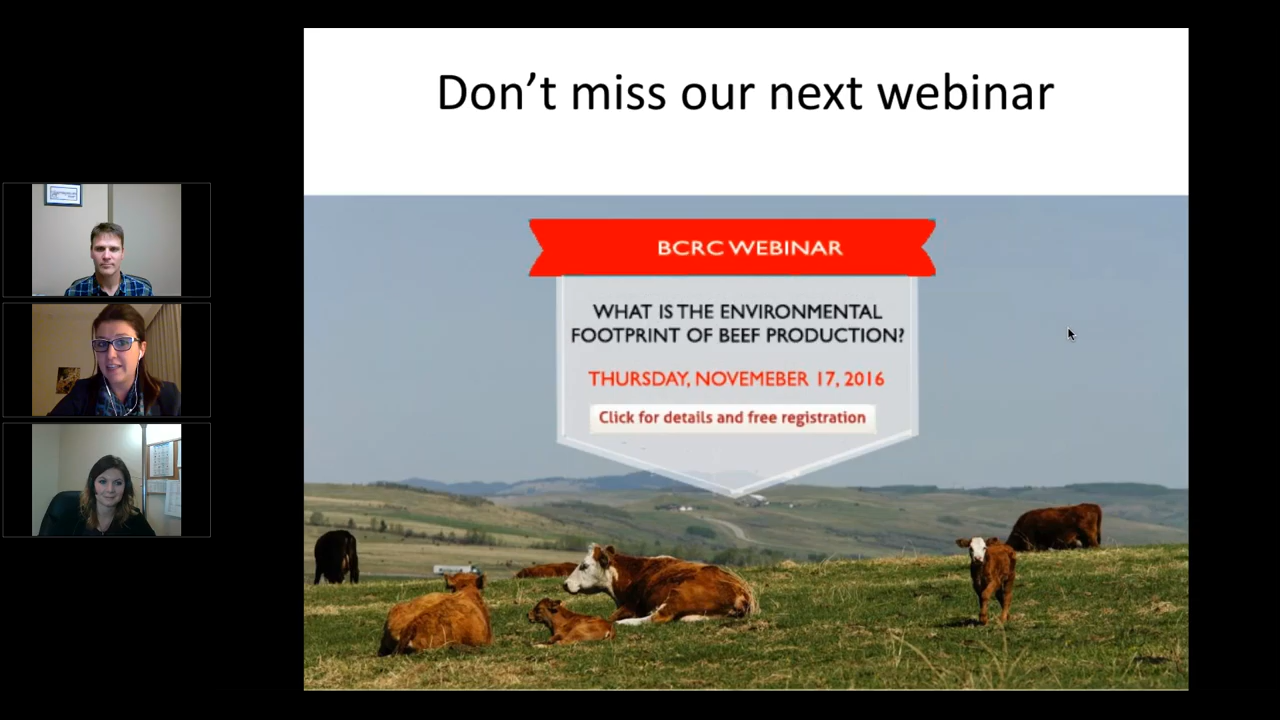 Don’t miss our next webinar
BCRC WEBINAR
WHAT IS THE ENVIRONMENTAL
FOOTPRINT OF BEEF PRODUCTION?
THURSDAY, NOVEMEBER 17, 2016
Click for details and free registration